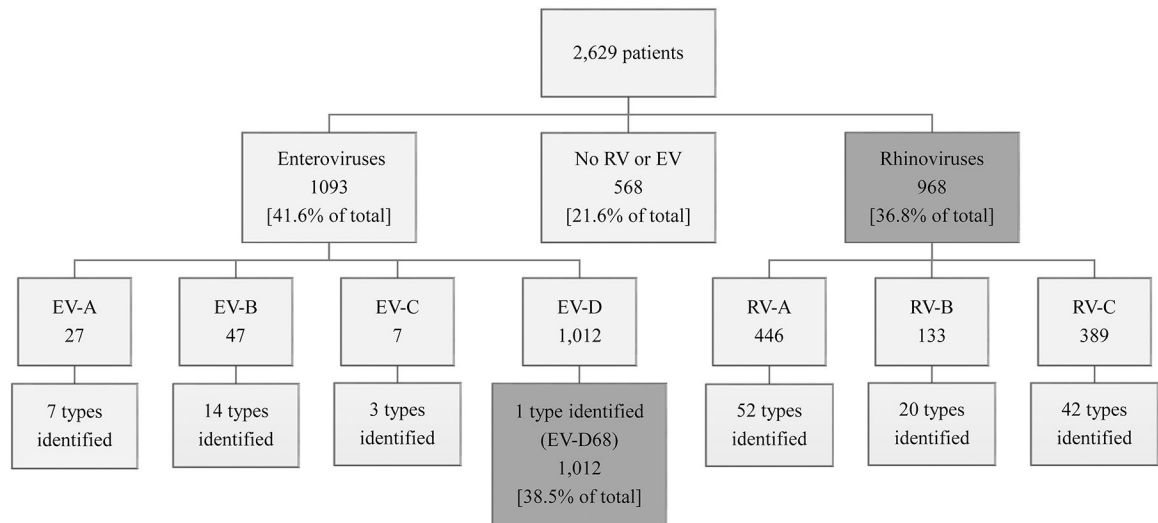 2,629 patients
Enteroviruses
1093
[41.6% of total]
No RV or EV
568
[21.6% of total]
Rhinoviruses
968
[36.8% of total]
EV-A
27
EV-B
47
EV-C
7
EV-D
1,012
RV-A
446
RV-B
133
RV-C
389
7 types
identified
14 types
identified
3 types
identified
1 type identified
(EV-D68)
1,012
[38.5% of total]
52 types
identified
20 types
identified
42 types
identified